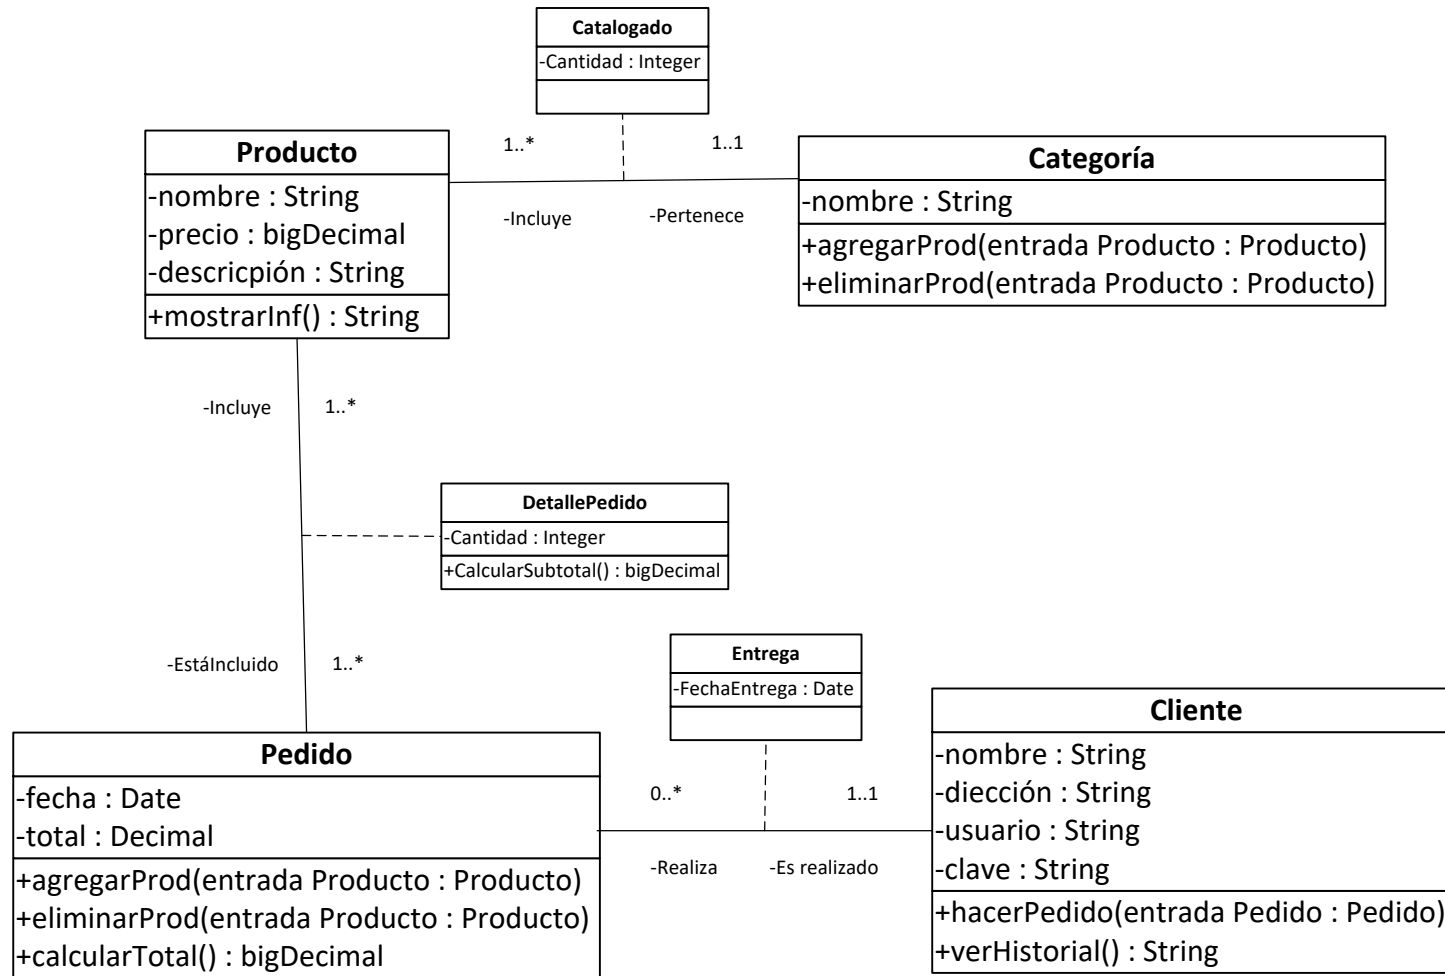 Catalogado
-Cantidad : Integer
Producto
-nombre : String
-precio : bigDecimal
-descricpión : String
+mostrarInf() : String
1..*
1..1
-Incluye
-Pertenece
Categoría
-nombre : String
+agregarProd(entrada Producto : Producto)
+eliminarProd(entrada Producto : Producto)
-Incluye
1..*
DetallePedido
-Cantidad : Integer
+CalcularSubtotal() : bigDecimal
-EstáIncluido
1..*
Entrega
-FechaEntrega : Date
Pedido
-fecha : Date
-total : Decimal
+agregarProd(entrada Producto : Producto)
+eliminarProd(entrada Producto : Producto)
+calcularTotal() : bigDecimal
0..*
1..1
-Realiza
-Es realizado
Cliente
-nombre : String
-diección : String
-usuario : String
-clave : String
+hacerPedido(entrada Pedido : Pedido)
+verHistorial() : String